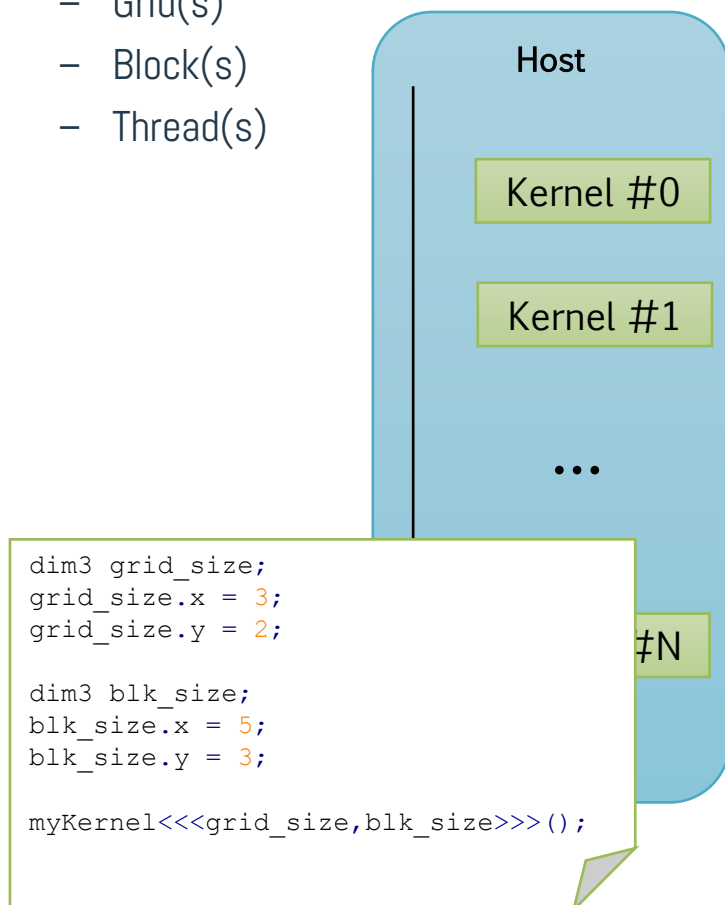 – Grid(s)
– Block(s)
– Thread(s)
Host
Kernel #0
Kernel #1
...
#N
dim3 grid_size;
grid_size.x = 3;
grid_size.y = 2;
dim3 blk_size;
blk_size.x = 5;
blk_size.y = 3;
myKernel<<<grid_size,blk_size>>>();